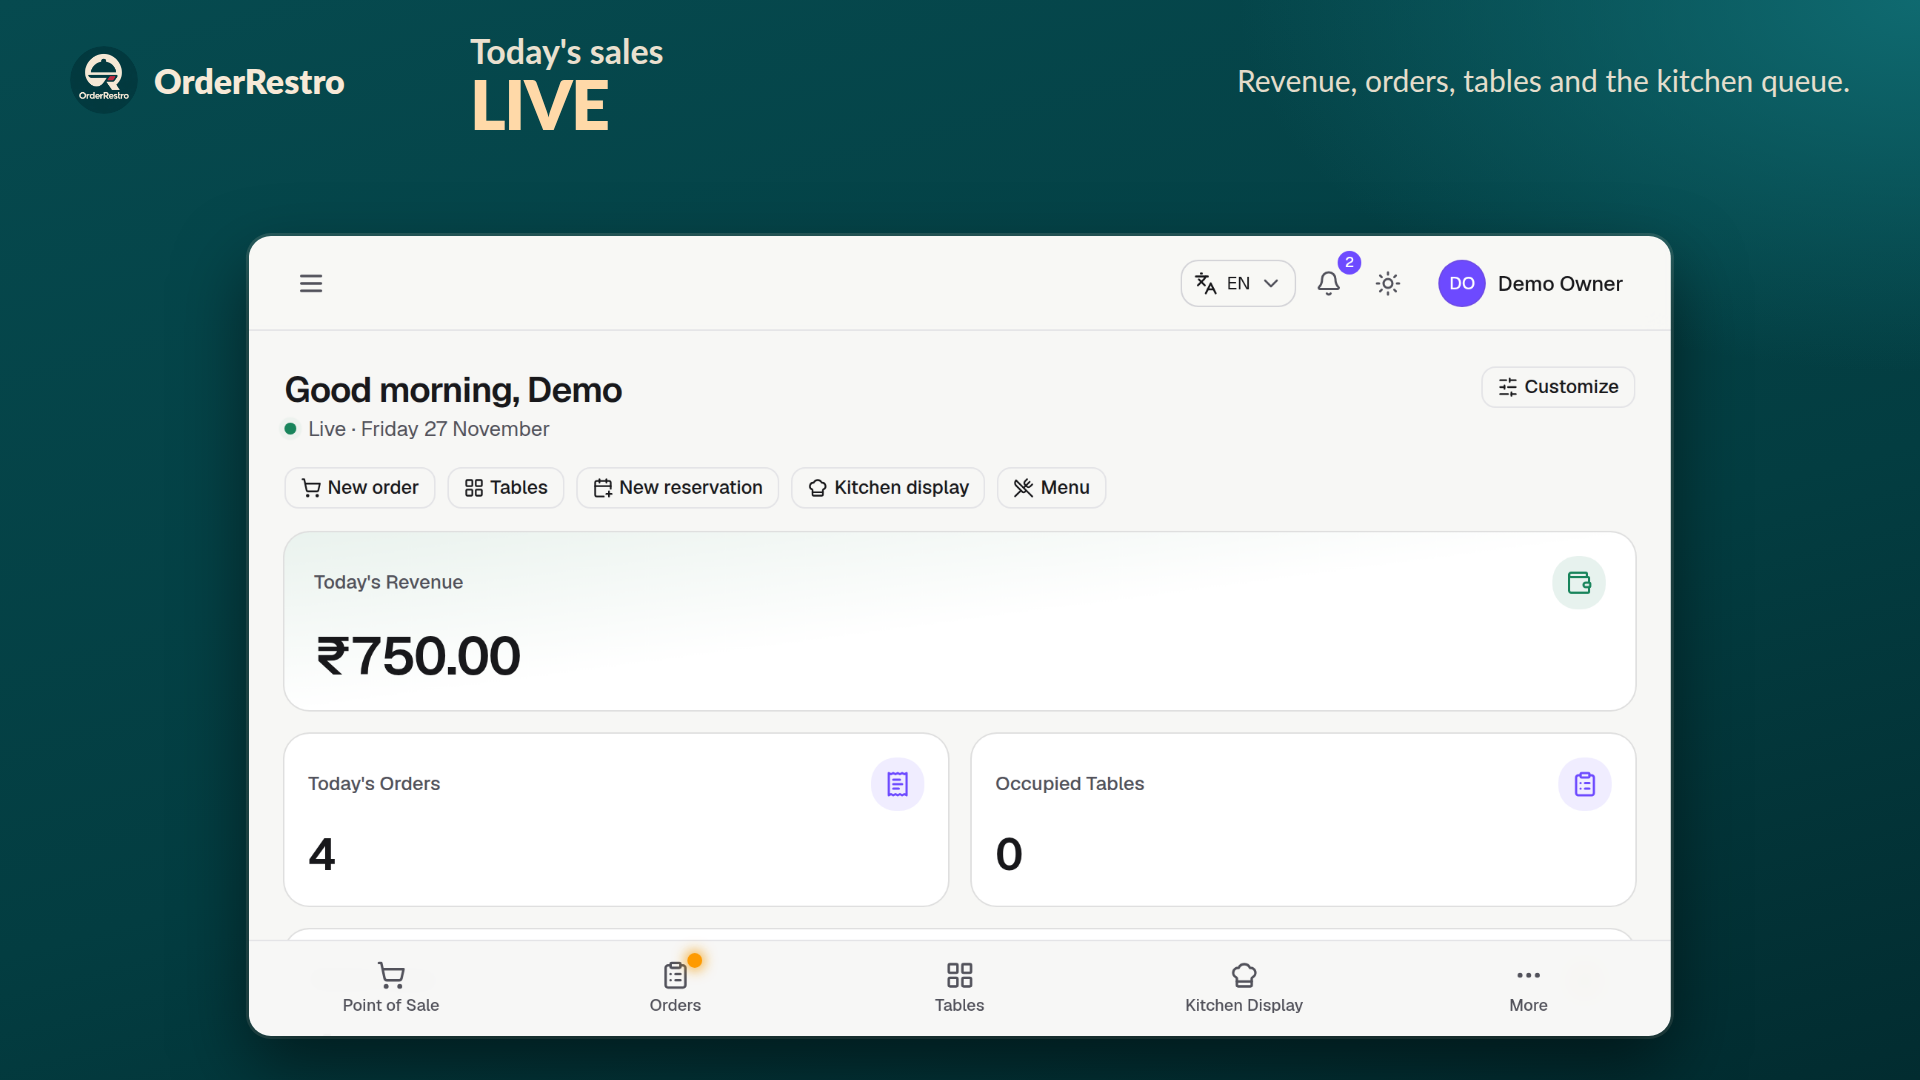 OrderRestro
OrderRestro
Today's sales
LIVE
Revenue, orders, tables and the kitchen queue.
EN
2
DO
Demo Owner
Good morning, Demo
Customize
Live · Friday 27 November
New order
Tables
New reservation
Kitchen display
Menu
Today's Revenue
₹750.00
Today's Orders
4
Occupied Tables
0
Point of Sale
Orders
Tables
Kitchen Display
More